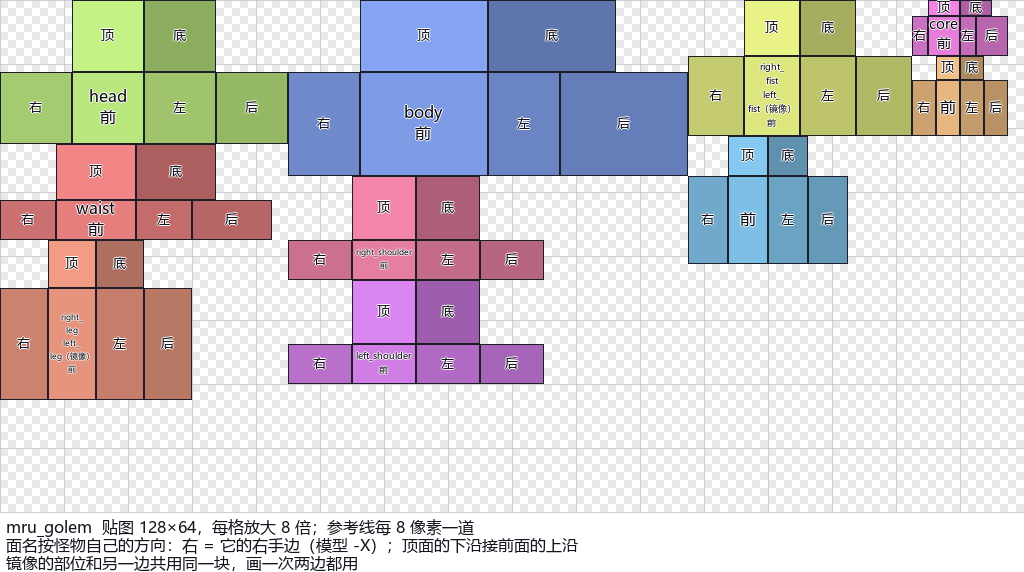 顶 底
右 head 左 后
前
顶 底
右 body 左 后
前
顶 底
右 right_ 左 后
fist
left_
fist（镜像）
前
顶 底
右 core 左 后
前
顶 底
右 前 左 后
顶 底
右 waist 左 后
前
顶 底
右 right_shoulder 左 后
前
顶 底
右 前 左 后
顶 底
右 right_ 左 后
leg
left_
leg（镜像）
前
顶 底
右 left_shoulder 左 后
前
mru_golem 贴图 128×64，每格放大 8 倍；参考线每 8 像素一道
面名按怪物自己的方向：右 = 它的右手边（模型 -X）；顶面的下沿接前面的上沿
镜像的部位和另一边共用同一块，画一次两边都用